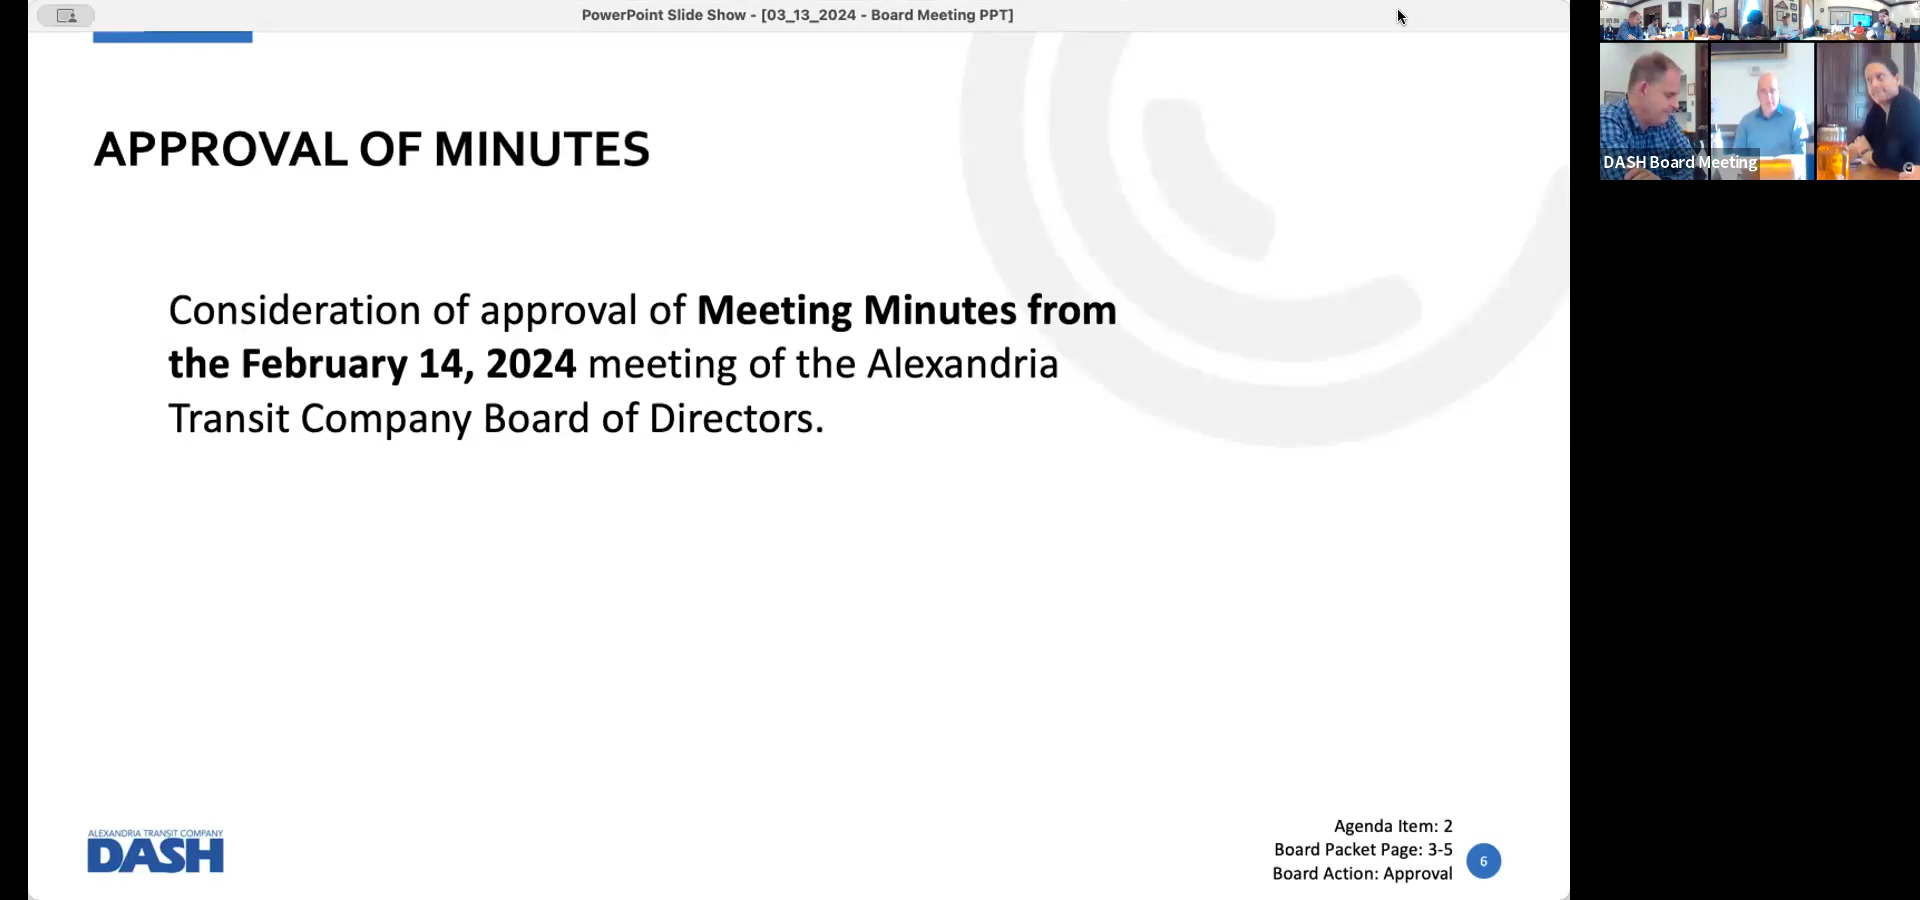 PowerPoint Slide Show - [03_13_2024 - Board Meeting PPT]
APPROVAL OF MINUTES
Consideration of approval of Meeting Minutes from
the February 14, 2024 meeting of the Alexandria
Transit Company Board of Directors.
ALEXANDRIA TRANSIT COMPANY
DASH
Agenda Item: 2
Board Packet Page: 3-5
Board Action: Approval
6
DASH Board Meeting